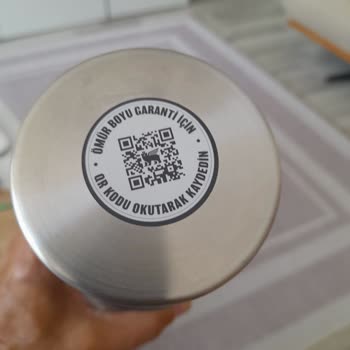 ÖMÜR BOYU GARANTİ İÇİN
QR KODU OKUTARAK KAYDEDİN